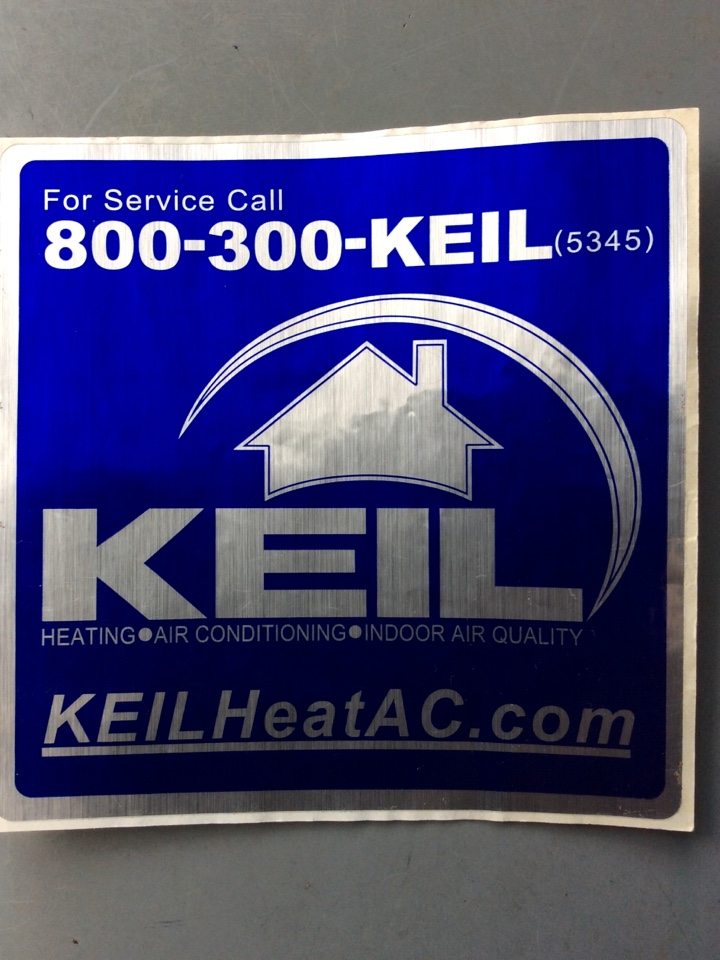 For Service Call
800-300-KEIL(5345)
KEIL
HEATING●AIR CONDITIONING●INDOOR AIR QUALITY
KEILHeatAC.com